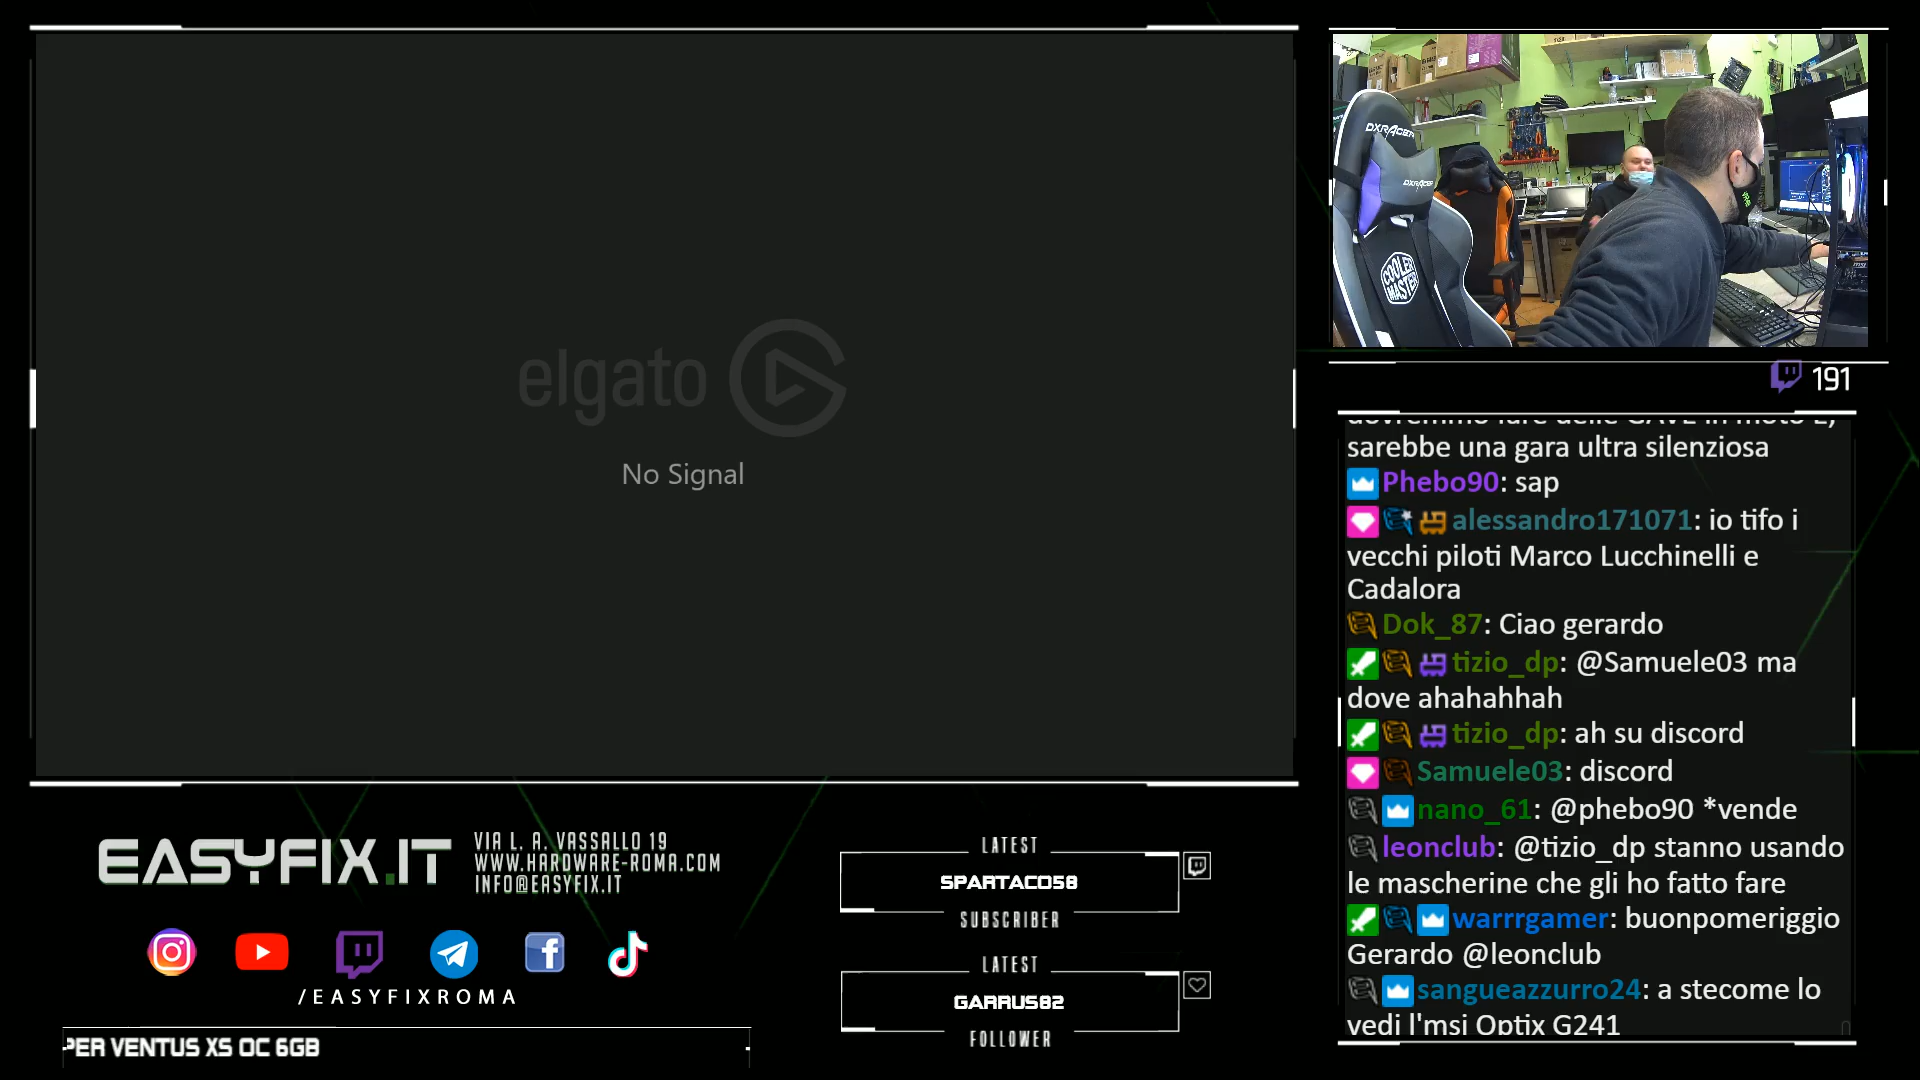 elgato
No Signal
DXRACER
DXRACER
COOLER
MASTER
191
sarebbe una gara ultra silenziosa
Phebo90: sap
alessandro171071: io tifo i
vecchi piloti Marco Lucchinelli e
Cadalora
Dok_87: Ciao gerardo
tizio_dp: @Samuele03 ma
dove ahahahhah
tizio_dp: ah su discord
Samuele03: discord
nano_61: @phebo90 *vende
leonclub: @tizio_dp stanno usando
le mascherine che gli ho fatto fare
warrrgamer: buonpomeriggio
Gerardo @leonclub
sangueazzurro24: a stecome lo
vedi l'msi Optix G241
EASYFIX.IT
VIA L. A. VASSALLO 19
WWW.HARDWARE-ROMA.COM
INFO@EASYFIX.IT
/EASYFIXROMA
LATEST
SPARTACO58
SUBSCRIBER
LATEST
GARRUS82
FOLLOWER
PER VENTUS XS OC 6GB